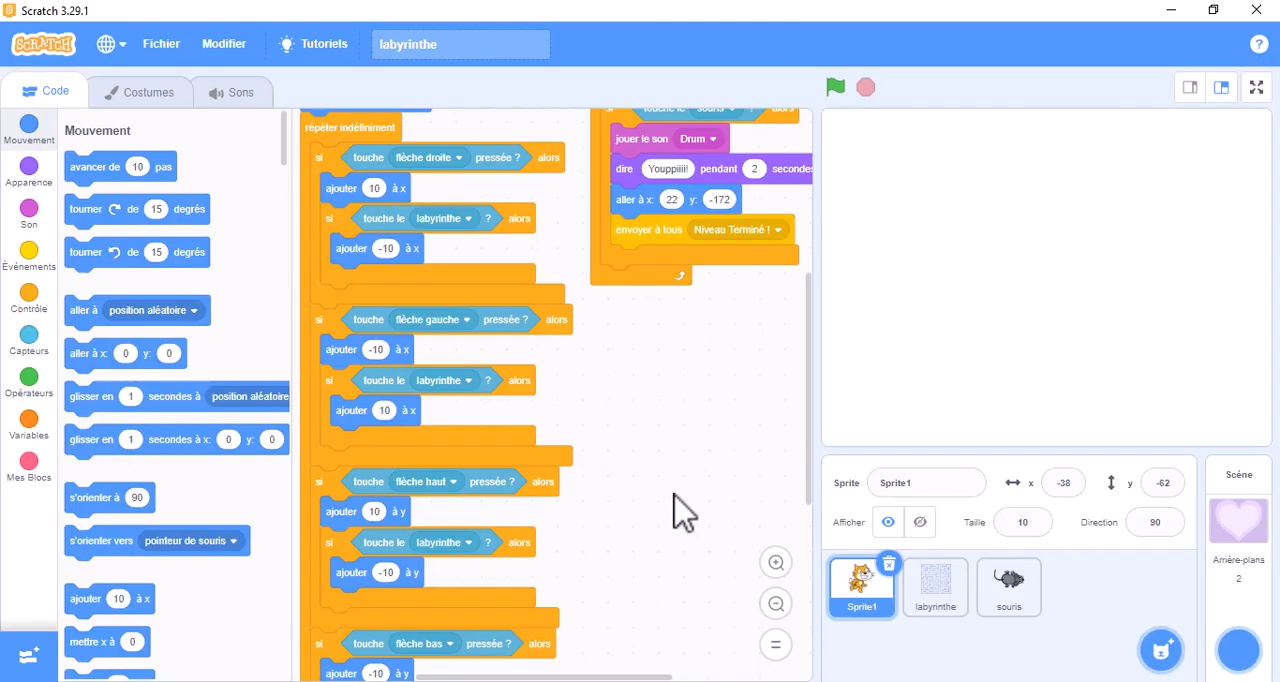 Scratch 3.29.1
SCRATCH Fichier Modifier Tutoriels labyrinthe ?
Code Costumes Sons
Mouvement
Apparence
Son
Événements
Contrôle
Capteurs
Opérateurs
Variables
Mes Blocs
Mouvement
avancer de 10 pas
tourner de 15 degrés
tourner de 15 degrés
aller à position aléatoire
aller à x: 0 y: 0
glisser en 1 secondes à position aléatoire
glisser en 1 secondes à x: 0 y: 0
s'orienter à 90
s'orienter vers pointeur de souris
ajouter 10 à x
mettre x à 0
répéter indéfiniment
si touche flèche droite pressée ? alors
ajouter 10 à x
si touche le labyrinthe ? alors
ajouter -10 à x
si touche flèche gauche pressée ? alors
ajouter -10 à x
si touche le labyrinthe ? alors
ajouter 10 à x
si touche flèche haut pressée ? alors
ajouter 10 à y
si touche le labyrinthe ? alors
ajouter -10 à y
si touche flèche bas pressée ? alors
ajouter -10 à y
si touche le souris ? alors
jouer le son Drum
dire Youppiiii! pendant 2 secondes
aller à x: 22 y: -172
envoyer à tous Niveau Terminé !
Sprite Sprite1 x -38 y -62
Afficher Taille 10 Direction 90
Sprite1 labyrinthe souris
Scène
Arrière-plans
2